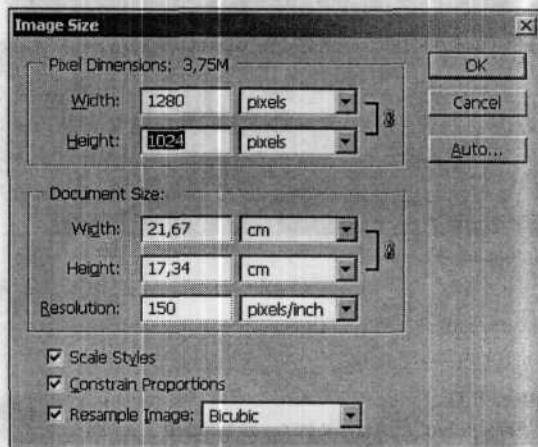 Image Size
Pixel Dimensions: 3,75M
OK
Width: 1280 pixels
Cancel
Height: 1024 pixels
Auto...
Document Size:
Width: 21,67 cm
Height: 17,34 cm
Resolution: 150 pixels/inch
Scale Styles
Constrain Proportions
Resample Image: Bicubic